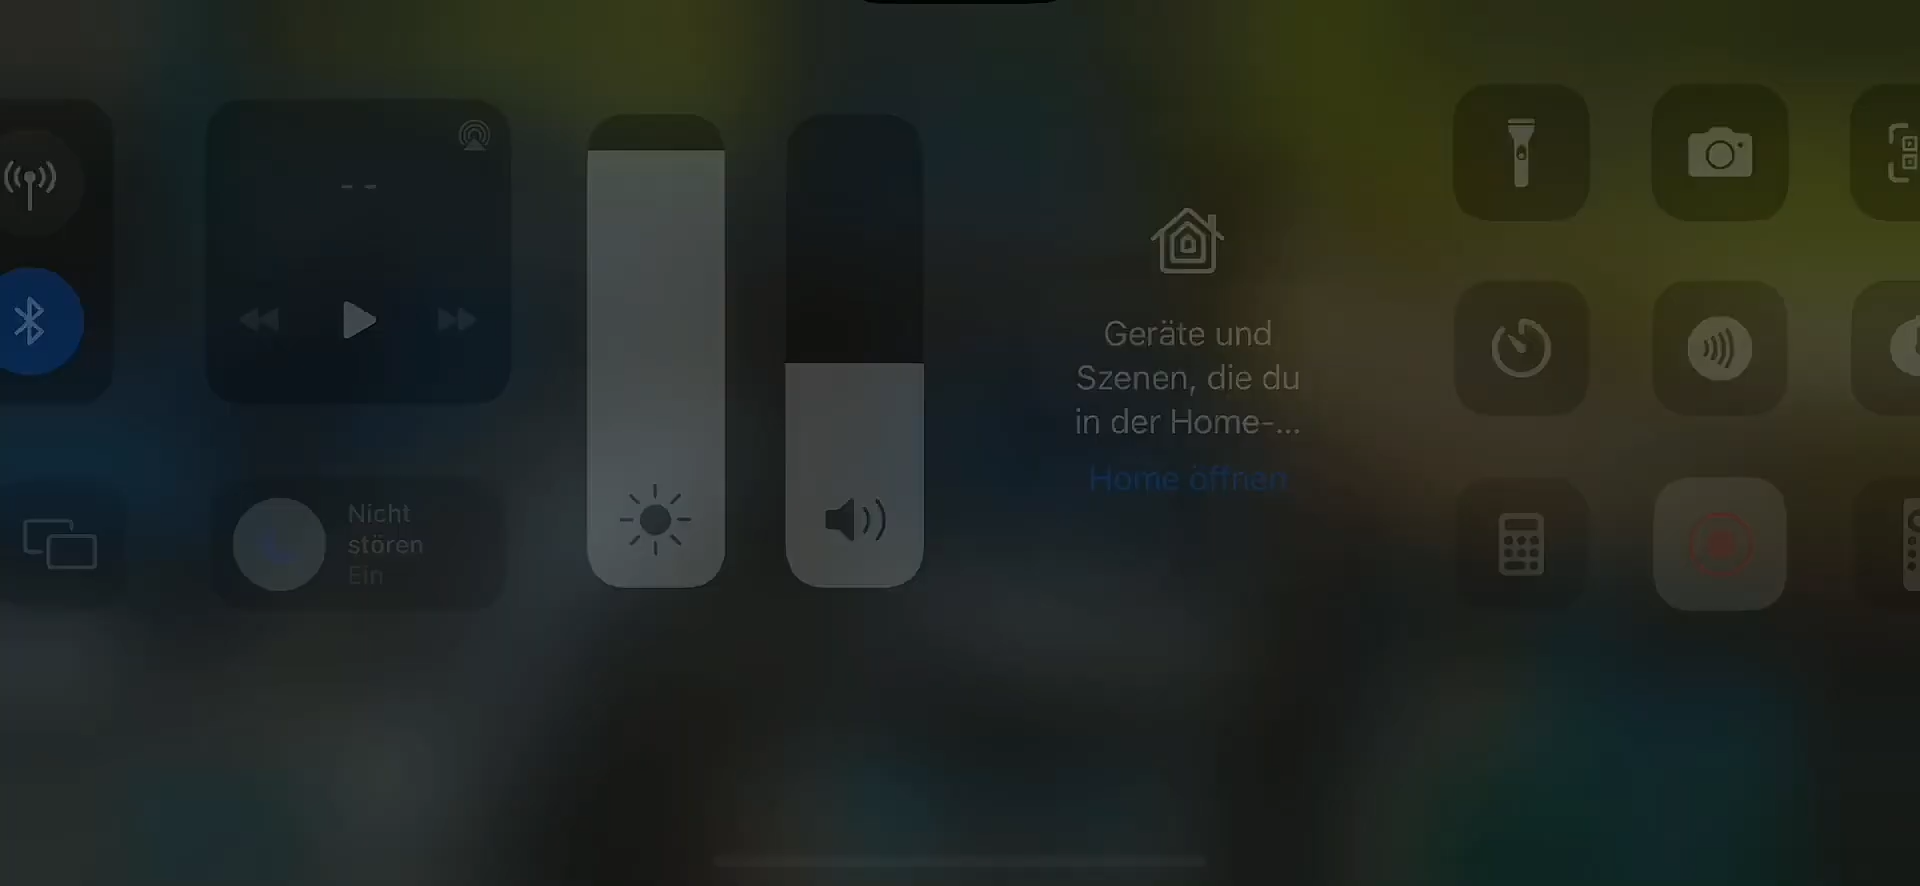 --
Nicht
stören
Ein
Geräte und
Szenen, die du
in der Home-...
Home öffnen